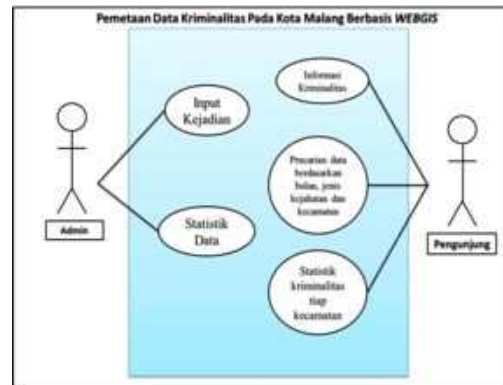 Pemetaan Data Kriminalitas Pada Kota Malang Berbasis WEBGIS
Input
Kejadian
Statistik
Data
Admin
Informasi
Kriminalitas
Pencarian data
berdasarkan
bulan, jenis
kejahatan dan
kecamatan
Statistik
kriminalitas
tiap
kecamatan
Pengunjung